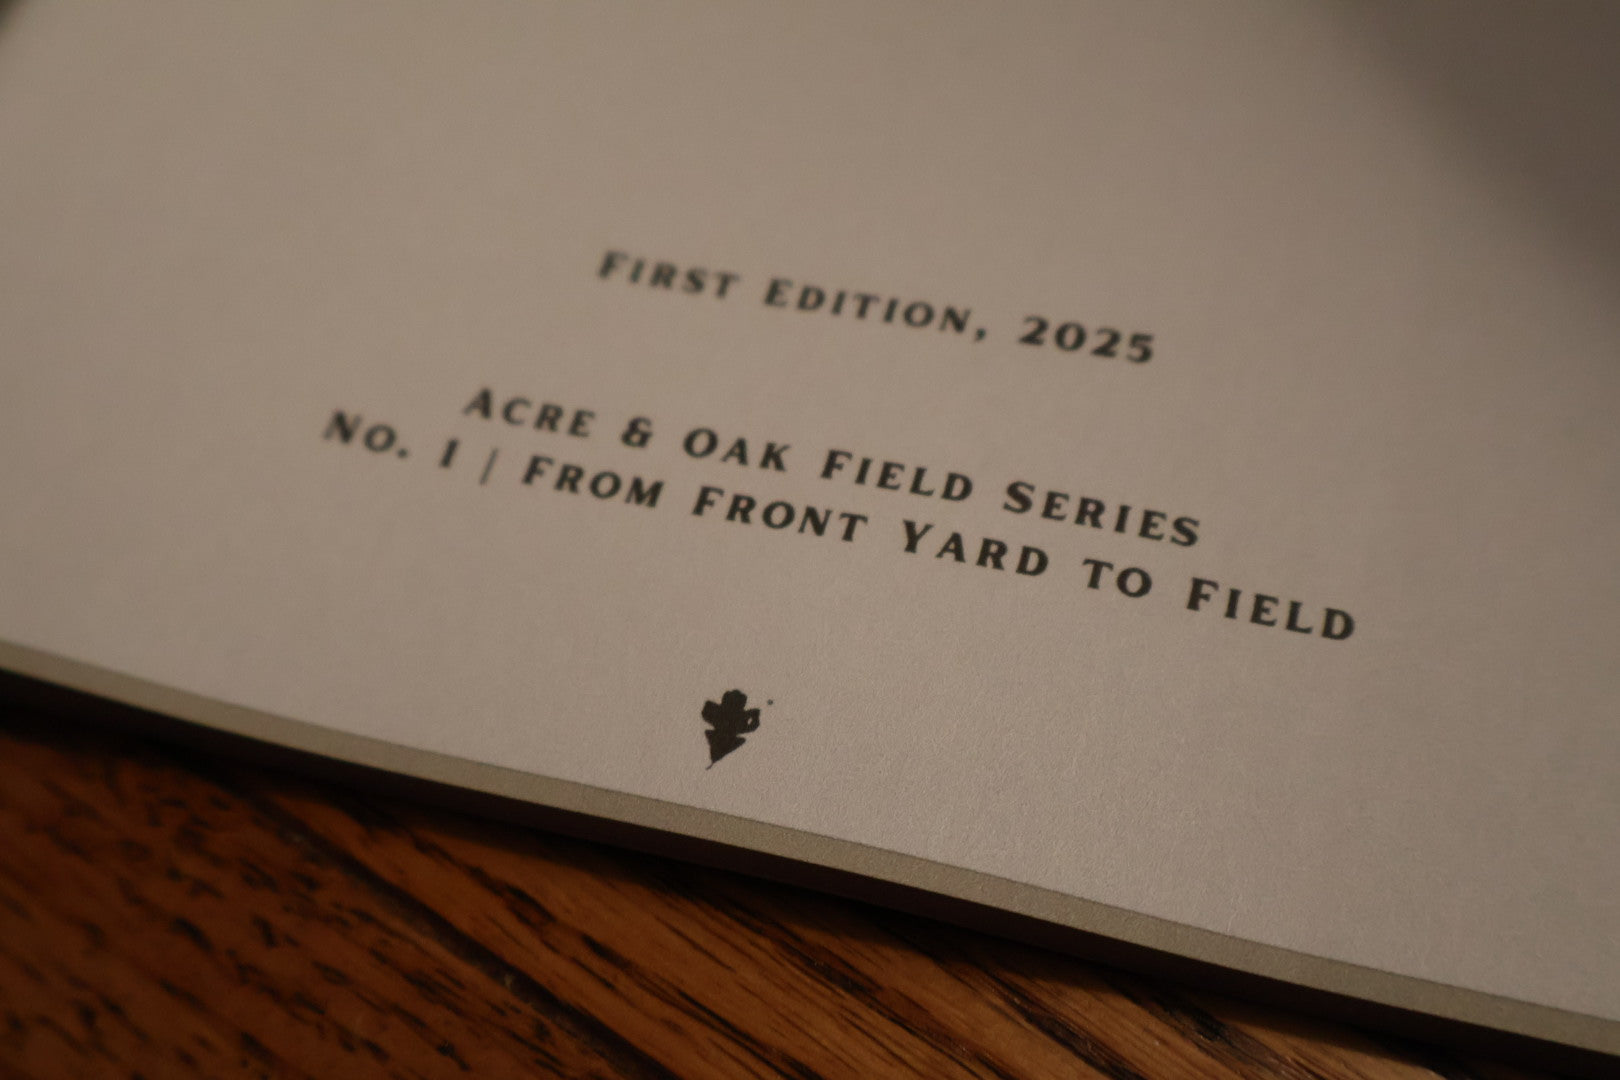 First Edition, 2025
Acre & Oak Field Series
No. 1 | From Front Yard to Field